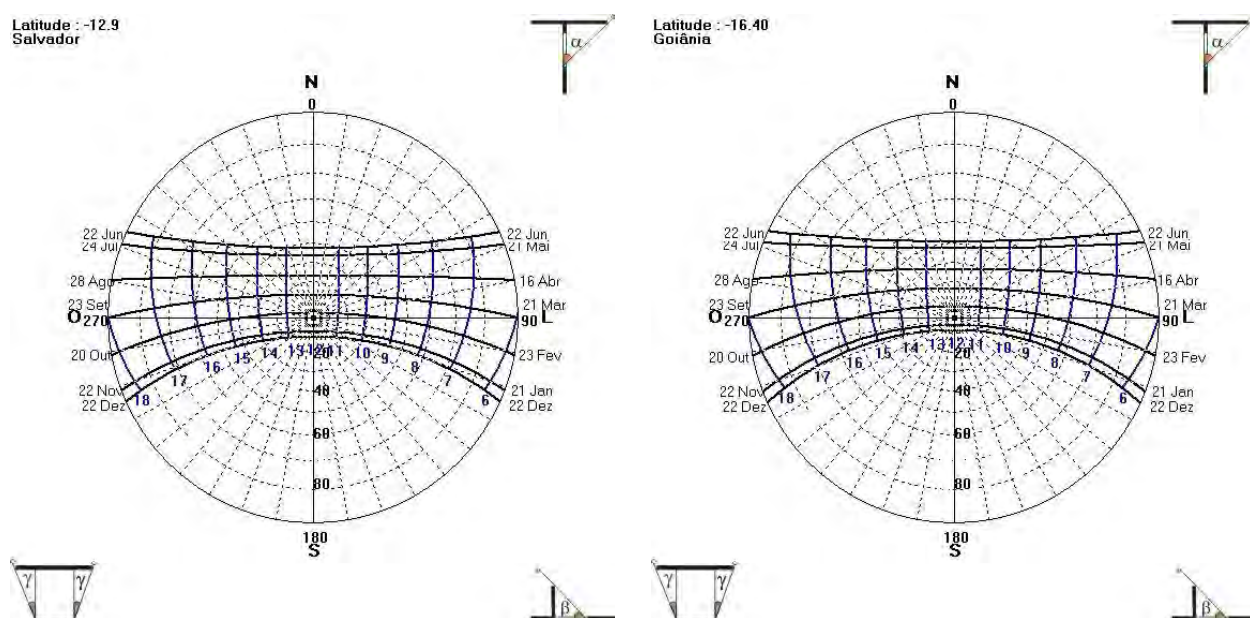 Latitude : -12.9
Salvador
α
N
0
22 Jun
24 Jul
28 Ago
23 Set
O 270
20 Out
22 Nov
22 Dez
22 Jun
21 Mai
16 Abr
21 Mar
90 L
23 Fev
21 Jan
22 Dez
18 17 16 15 14 13 12 11 10 9 8 7 6
20
40
60
80
180
S
γ γ
β
Latitude : -16.40
Goiânia
α
N
0
22 Jun
24 Jul
28 Ago
23 Set
O 270
20 Out
22 Nov
22 Dez
22 Jun
21 Mai
16 Abr
21 Mar
90 L
23 Fev
21 Jan
22 Dez
18 17 16 15 14 13 12 11 10 9 8 7 6
20
40
60
80
180
S
γ γ
β